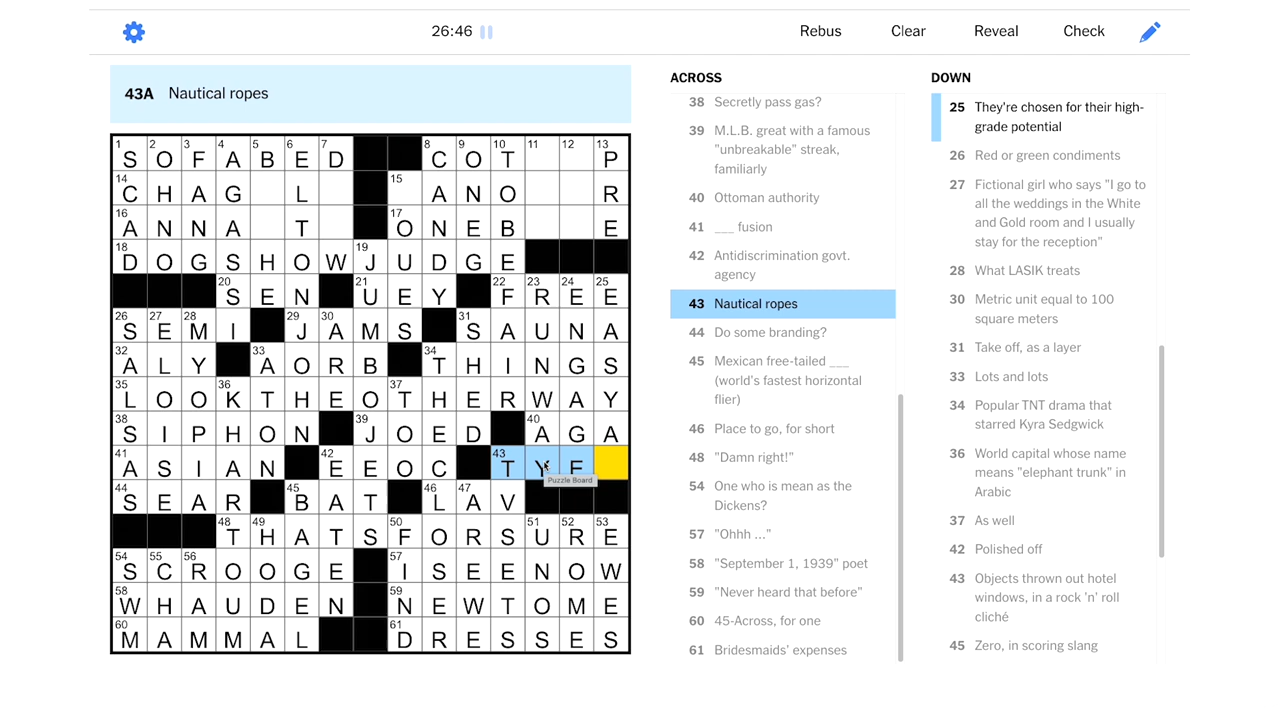 26:46
Rebus Clear Reveal Check
43A Nautical ropes
1 2 3 4 5 6 7 8 9 10 11 12 13
S O F A B E D C O T P
14 15
C H A G L A N O R
16 17
A N N A T O N E B E
18 19
D O G S H O W J U D G E
20 21 22 23 24 25
S E N U E Y F R E E
26 27 28 29 30 31
S E M I J A M S S A U N A
32 33 34
A L Y A O R B T H I N G S
35 36 37
L O O K T H E O T H E R W A Y
38 39 40
S I P H O N J O E D A G A
41 42 43
A S I A N E E O C T Y E
Puzzle Board
44 45 46 47
S E A R B A T L A V
48 49 50 51 52 53
T H A T S F O R S U R E
54 55 56 57
S C R O O G E I S E E N O W
58 59
W H A U D E N N E W T O M E
60 61
M A M M A L D R E S S E S
ACROSS
38 Secretly pass gas?
39 M.L.B. great with a famous
"unbreakable" streak,
familiarly
40 Ottoman authority
41 ___ fusion
42 Antidiscrimination govt.
agency
43 Nautical ropes
44 Do some branding?
45 Mexican free-tailed ___
(world's fastest horizontal
flier)
46 Place to go, for short
48 "Damn right!"
54 One who is mean as the
Dickens?
57 "Ohhh ..."
58 "September 1, 1939" poet
59 "Never heard that before"
60 45-Across, for one
61 Bridesmaids' expenses
DOWN
25 They're chosen for their high-
grade potential
26 Red or green condiments
27 Fictional girl who says "I go to
all the weddings in the White
and Gold room and I usually
stay for the reception"
28 What LASIK treats
30 Metric unit equal to 100
square meters
31 Take off, as a layer
33 Lots and lots
34 Popular TNT drama that
starred Kyra Sedgwick
36 World capital whose name
means "elephant trunk" in
Arabic
37 As well
42 Polished off
43 Objects thrown out hotel
windows, in a rock 'n' roll
cliché
45 Zero, in scoring slang